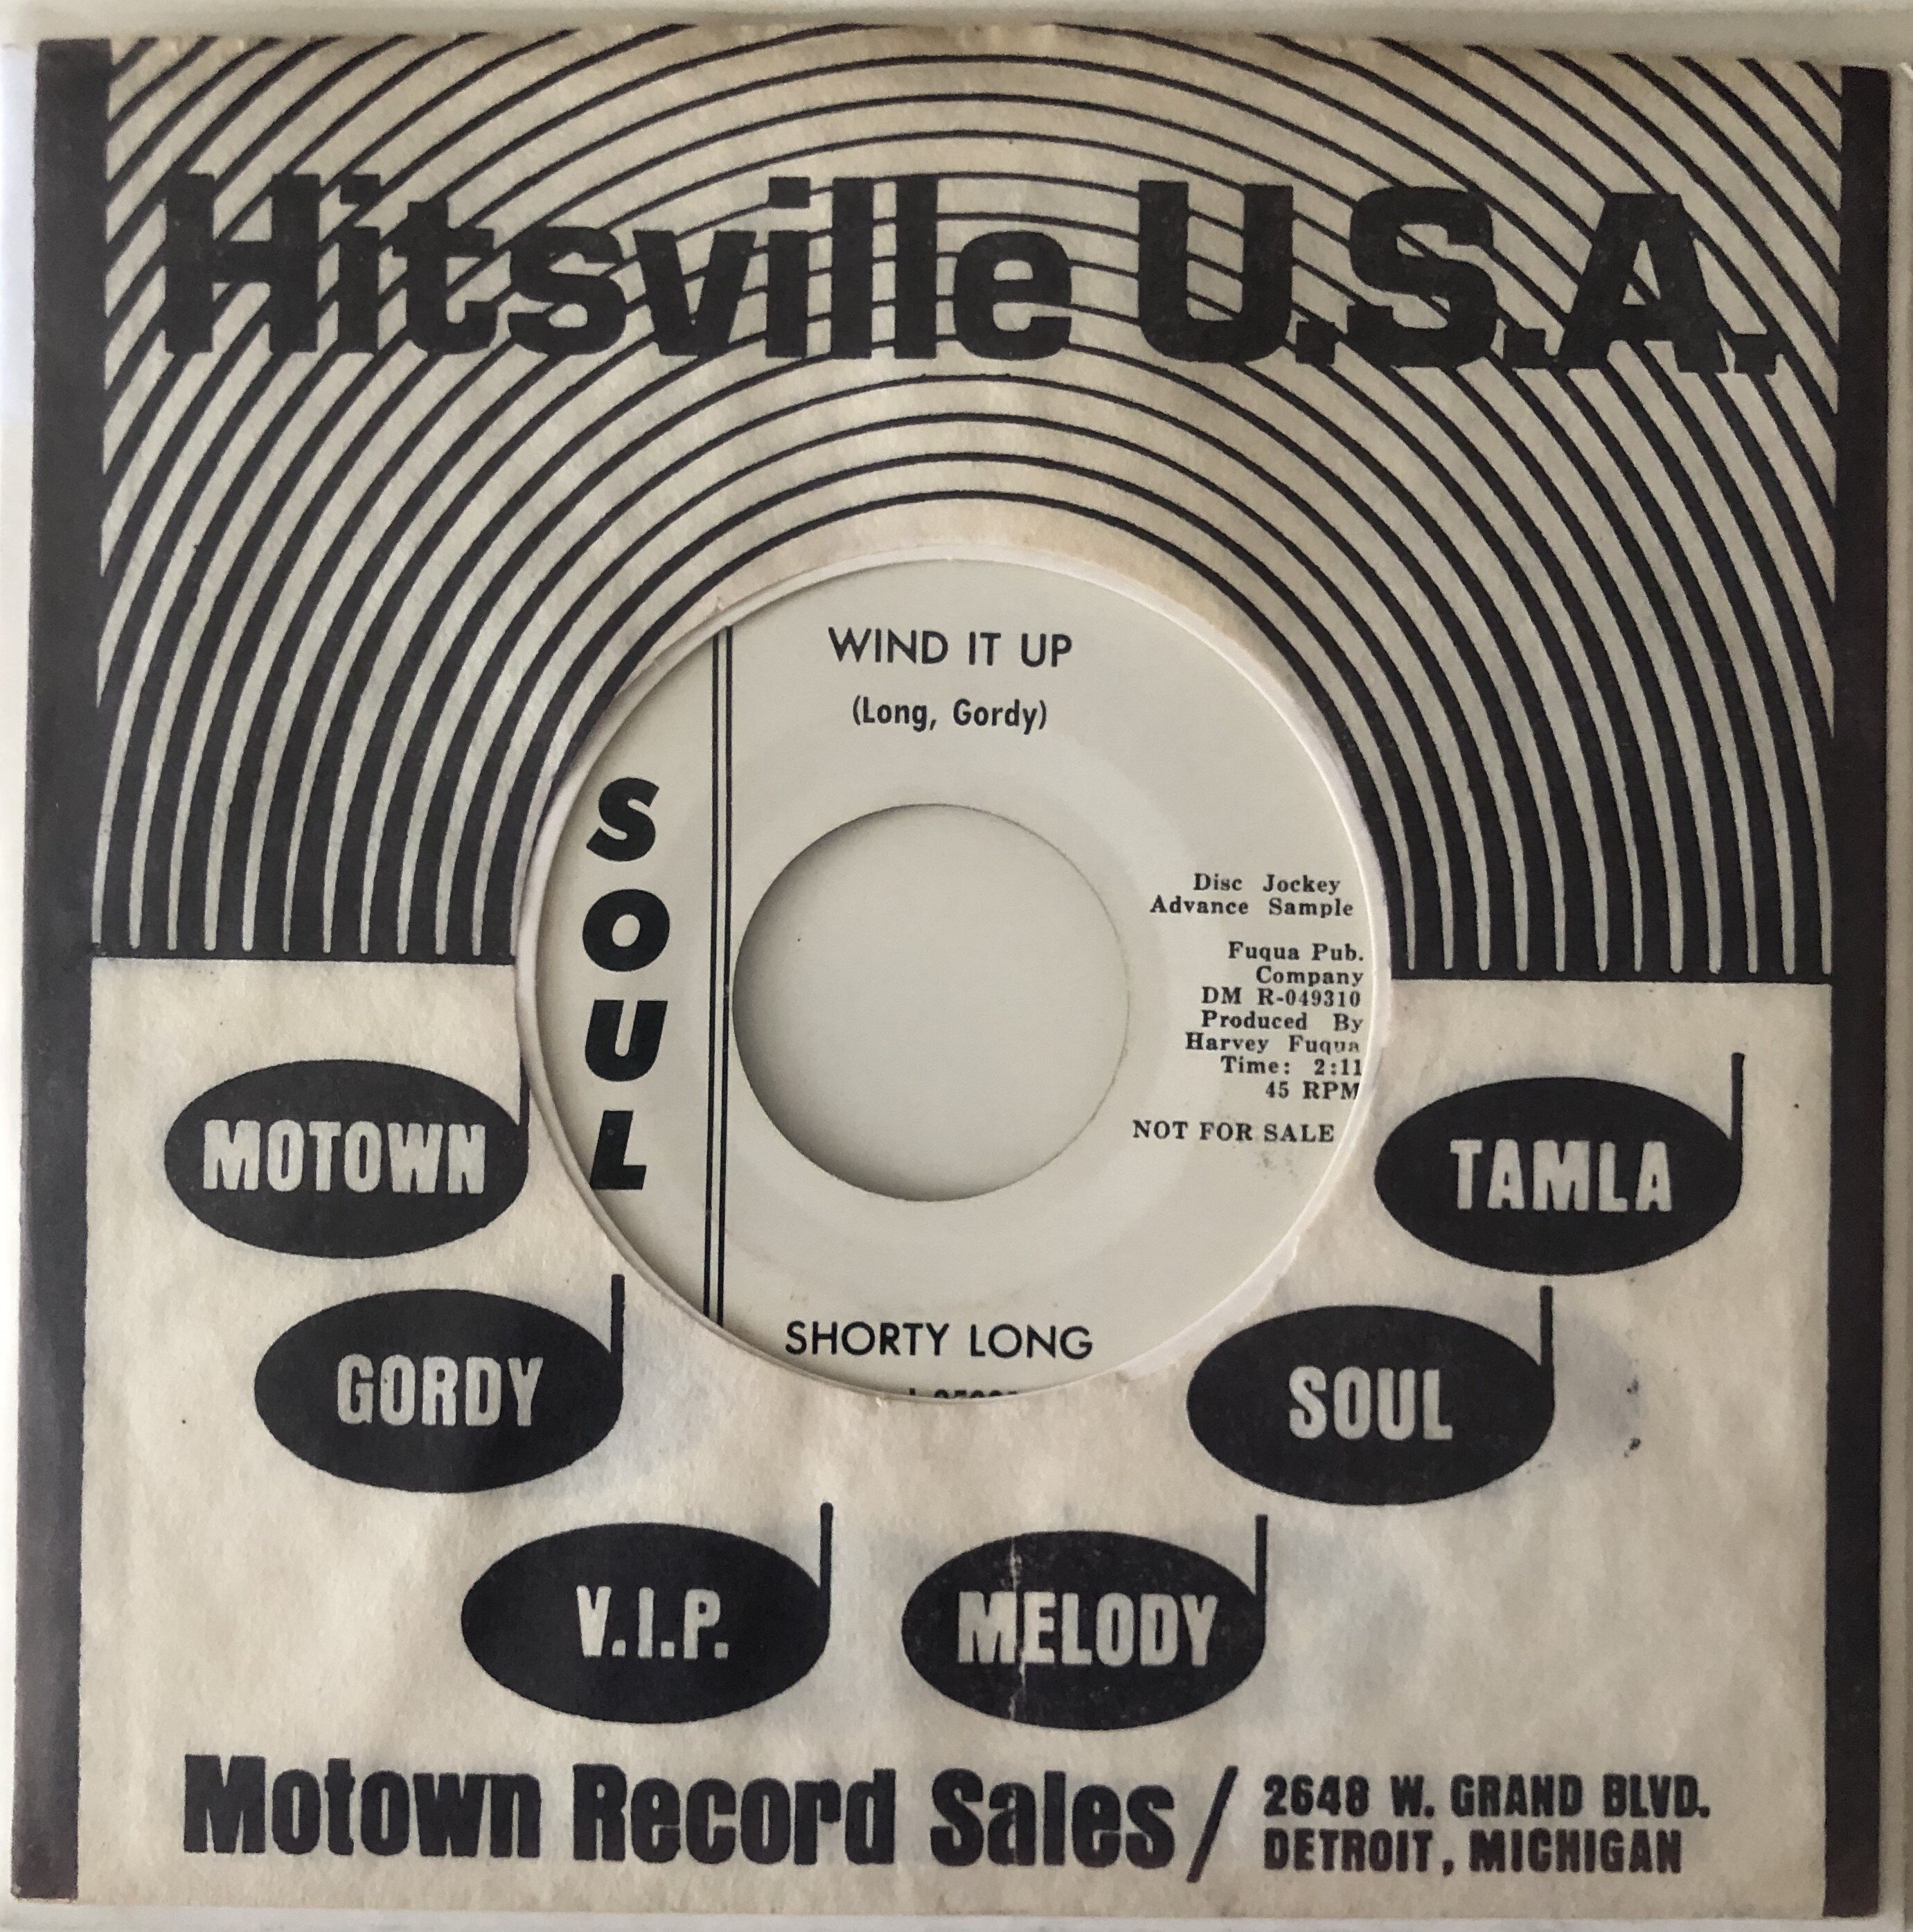 Hitsville U.S.A.
WIND IT UP
(Long, Gordy)
SOUL
Disc Jockey
Advance Sample
Fuqua Pub.
Company
DM R-049310
Produced By
Harvey Fuqua
Time: 2:11
45 RPM
NOT FOR SALE
SHORTY LONG
MOTOWN
TAMLA
GORDY
SOUL
V.I.P.
MELODY
Motown Record Sales/
2648 W. GRAND BLVD.
DETROIT, MICHIGAN